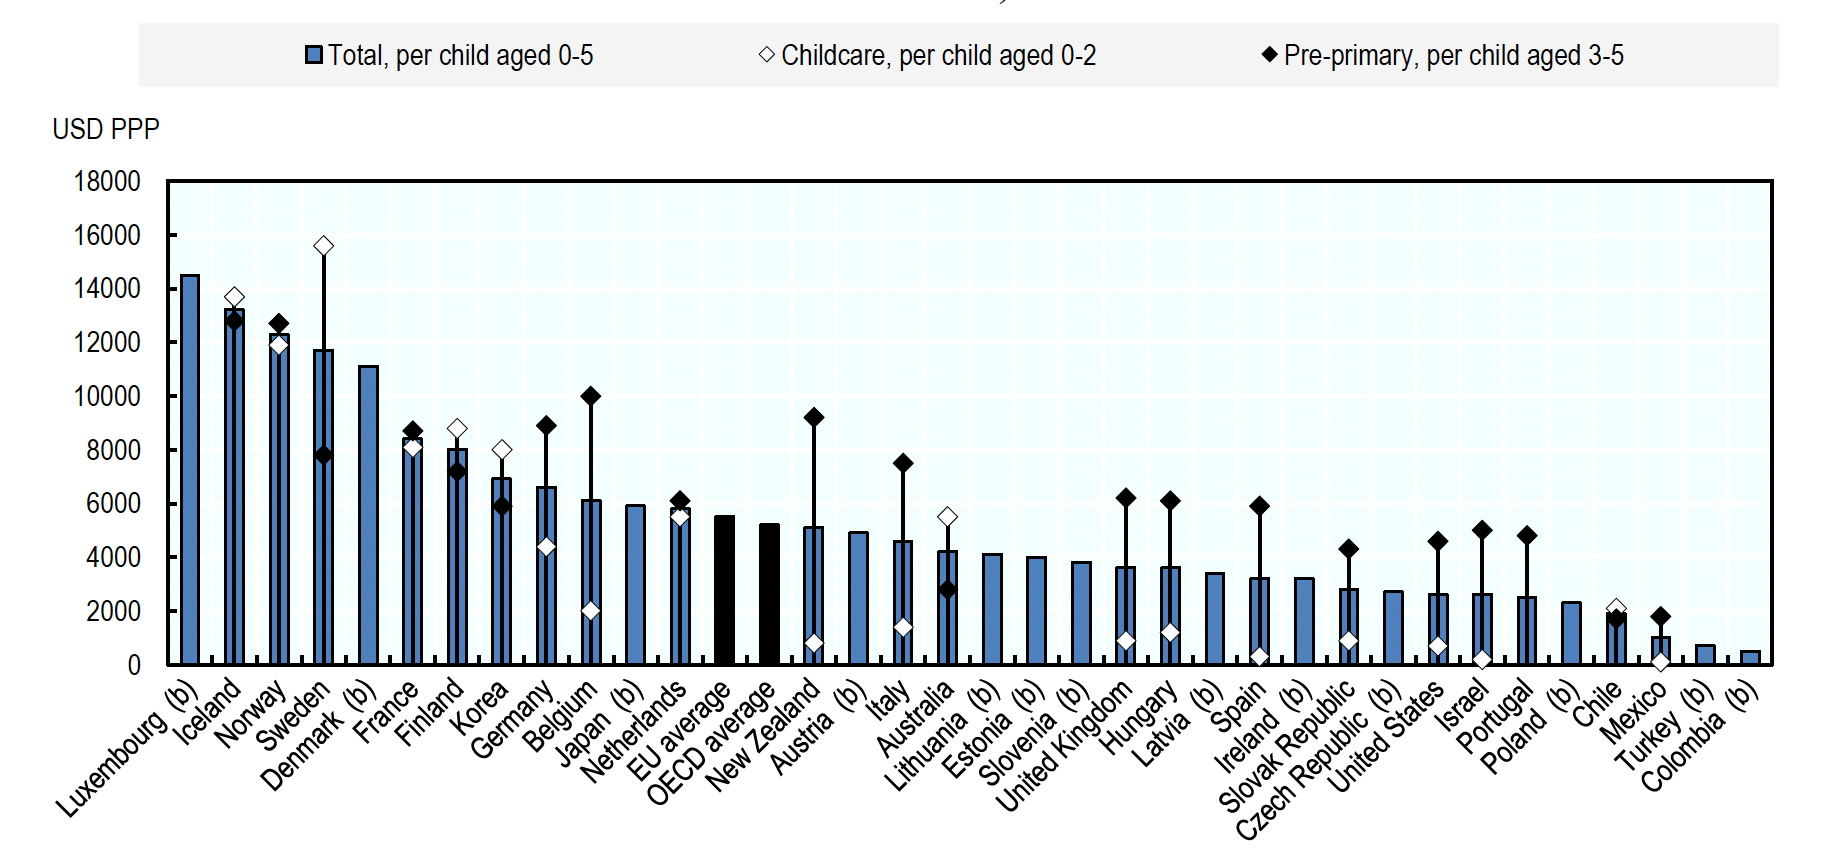 Total, per child aged 0-5
Childcare, per child aged 0-2
Pre-primary, per child aged 3-5
USD PPP
18000
16000
14000
12000
10000
8000
6000
4000
2000
0
Luxembourg (b)
Iceland
Norway
Sweden
Denmark (b)
France
Finland
Korea
Germany
Belgium
Japan (b)
Netherlands
EU average
OECD average
New Zealand
Austria (b)
Italy
Australia
Lithuania (b)
Estonia (b)
Slovenia (b)
United Kingdom
Hungary
Latvia (b)
Spain
Ireland (b)
Slovak Republic
Czech Republic (b)
United States
Israel
Portugal
Poland (b)
Chile
Mexico
Turkey (b)
Colombia (b)